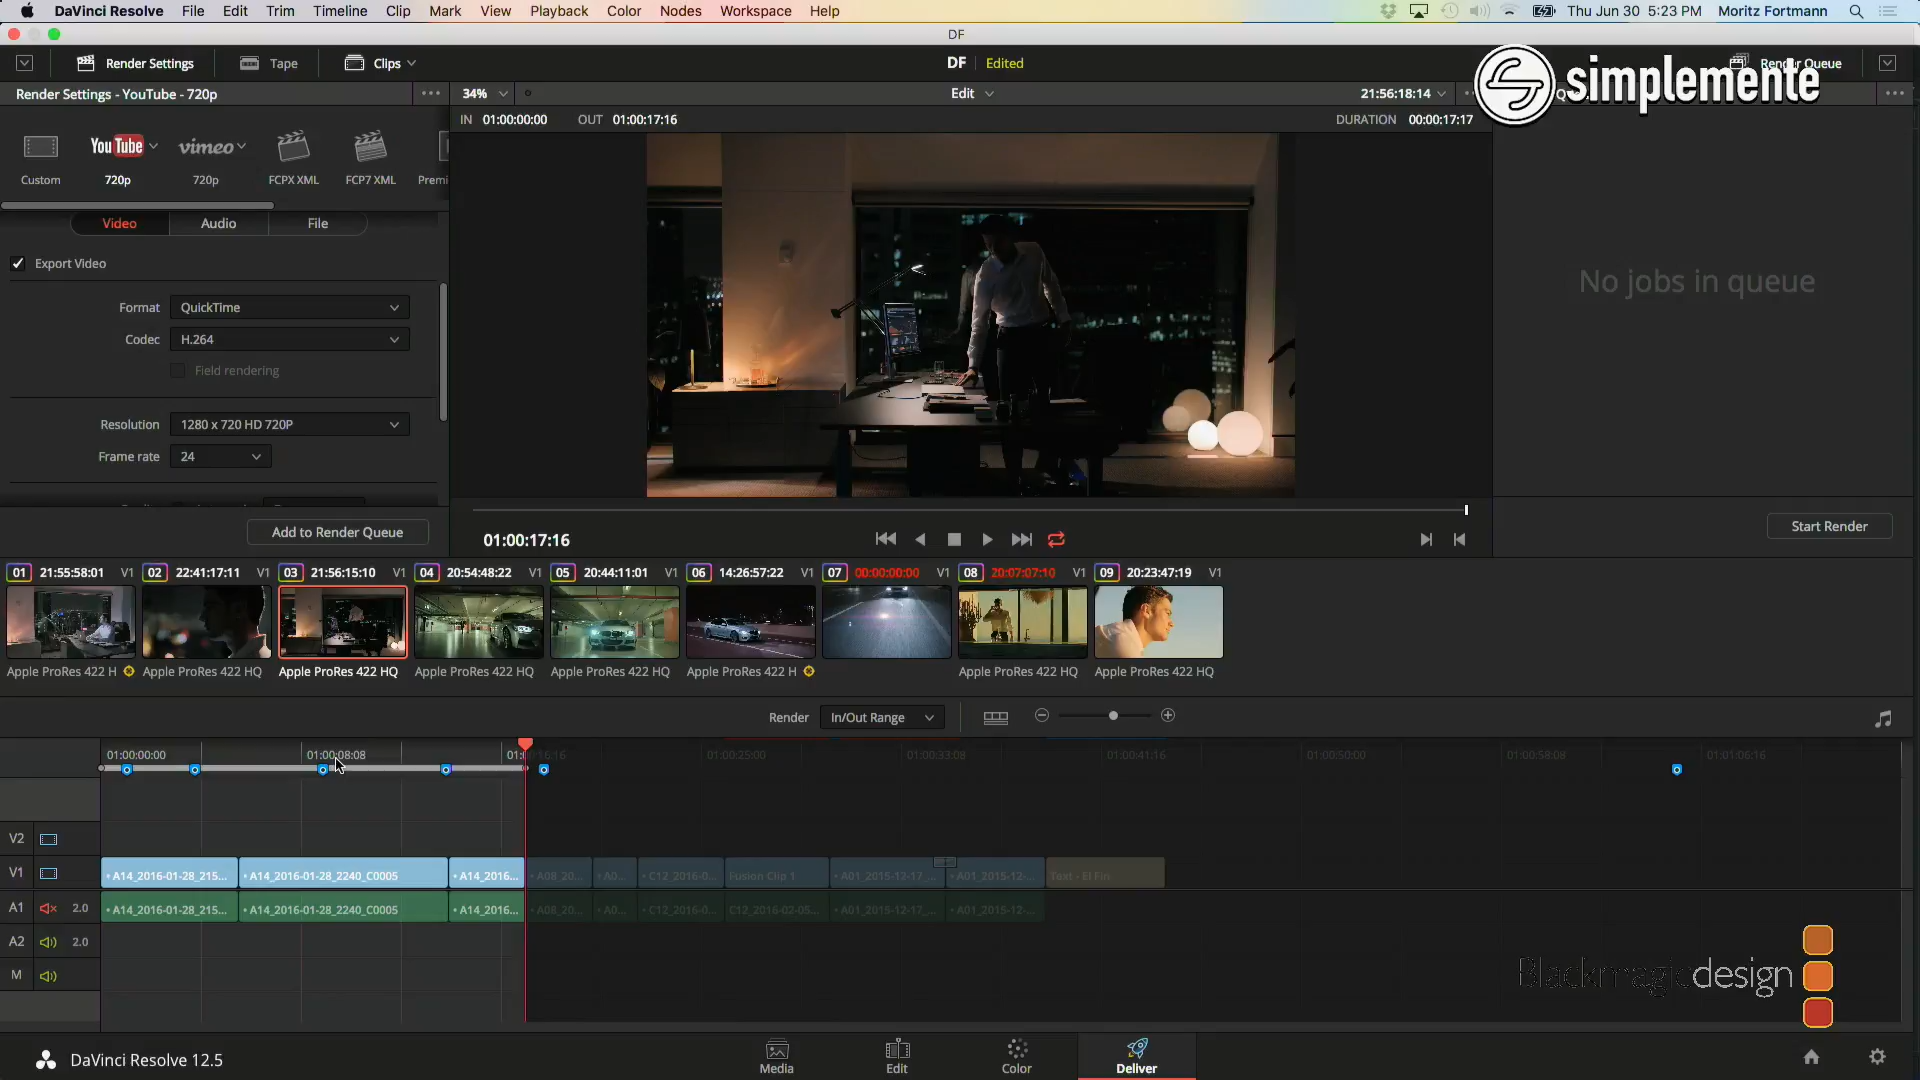 DaVinci Resolve File Edit Trim Timeline Clip Mark View Playback Color Nodes Workspace Help Thu Jun 30 5:23 PM Moritz Fortmann
DF
Render Settings Tape Clips DF Edited Render Queue
simplemente
Render Settings - YouTube - 720p 34% Edit 21:56:18:14
IN 01:00:00:00 OUT 01:00:17:16 DURATION 00:00:17:17
YouTube vimeo
Custom 720p 720p FCPX XML FCP7 XML Premi
Video Audio File
Export Video
No jobs in queue
Format QuickTime
Codec H.264
Field rendering
Resolution 1280 x 720 HD 720P
Frame rate 24
Add to Render Queue
Start Render
01:00:17:16
01 21:55:58:01 V1 02 22:41:17:11 V1 03 21:56:15:10 V1 04 20:54:48:22 V1 05 20:44:11:01 V1 06 14:26:57:22 V1 07 00:00:00:00 V1 08 20:07:07:10 V1 09 20:23:47:19 V1
Apple ProRes 422 H Apple ProRes 422 HQ Apple ProRes 422 HQ Apple ProRes 422 HQ Apple ProRes 422 HQ Apple ProRes 422 H Apple ProRes 422 HQ Apple ProRes 422 HQ
Render In/Out Range
01:00:00:00 01:00:08:08 01:00:16:16 01:00:25:00 01:00:33:08 01:00:41:16 01:00:50:00 01:00:58:08 01:01:06:16
V2
V1 A14_2016-01-28_215... A14_2016-01-28_2240_C0005 A14_2016... A08_20... A0... C12_2016-0... Fusion Clip 1 A01_2015-12-17_... A01_2015-12-... Text - El Fin
A1 2.0 A14_2016-01-28_215... A14_2016-01-28_2240_C0005 A14_2016... A08_20... A0... C12_2016-0... C12_2016-02-05... A01_2015-12-17_... A01_2015-12-...
A2 2.0
M
Blackmagicdesign
DaVinci Resolve 12.5 Media Edit Color Deliver